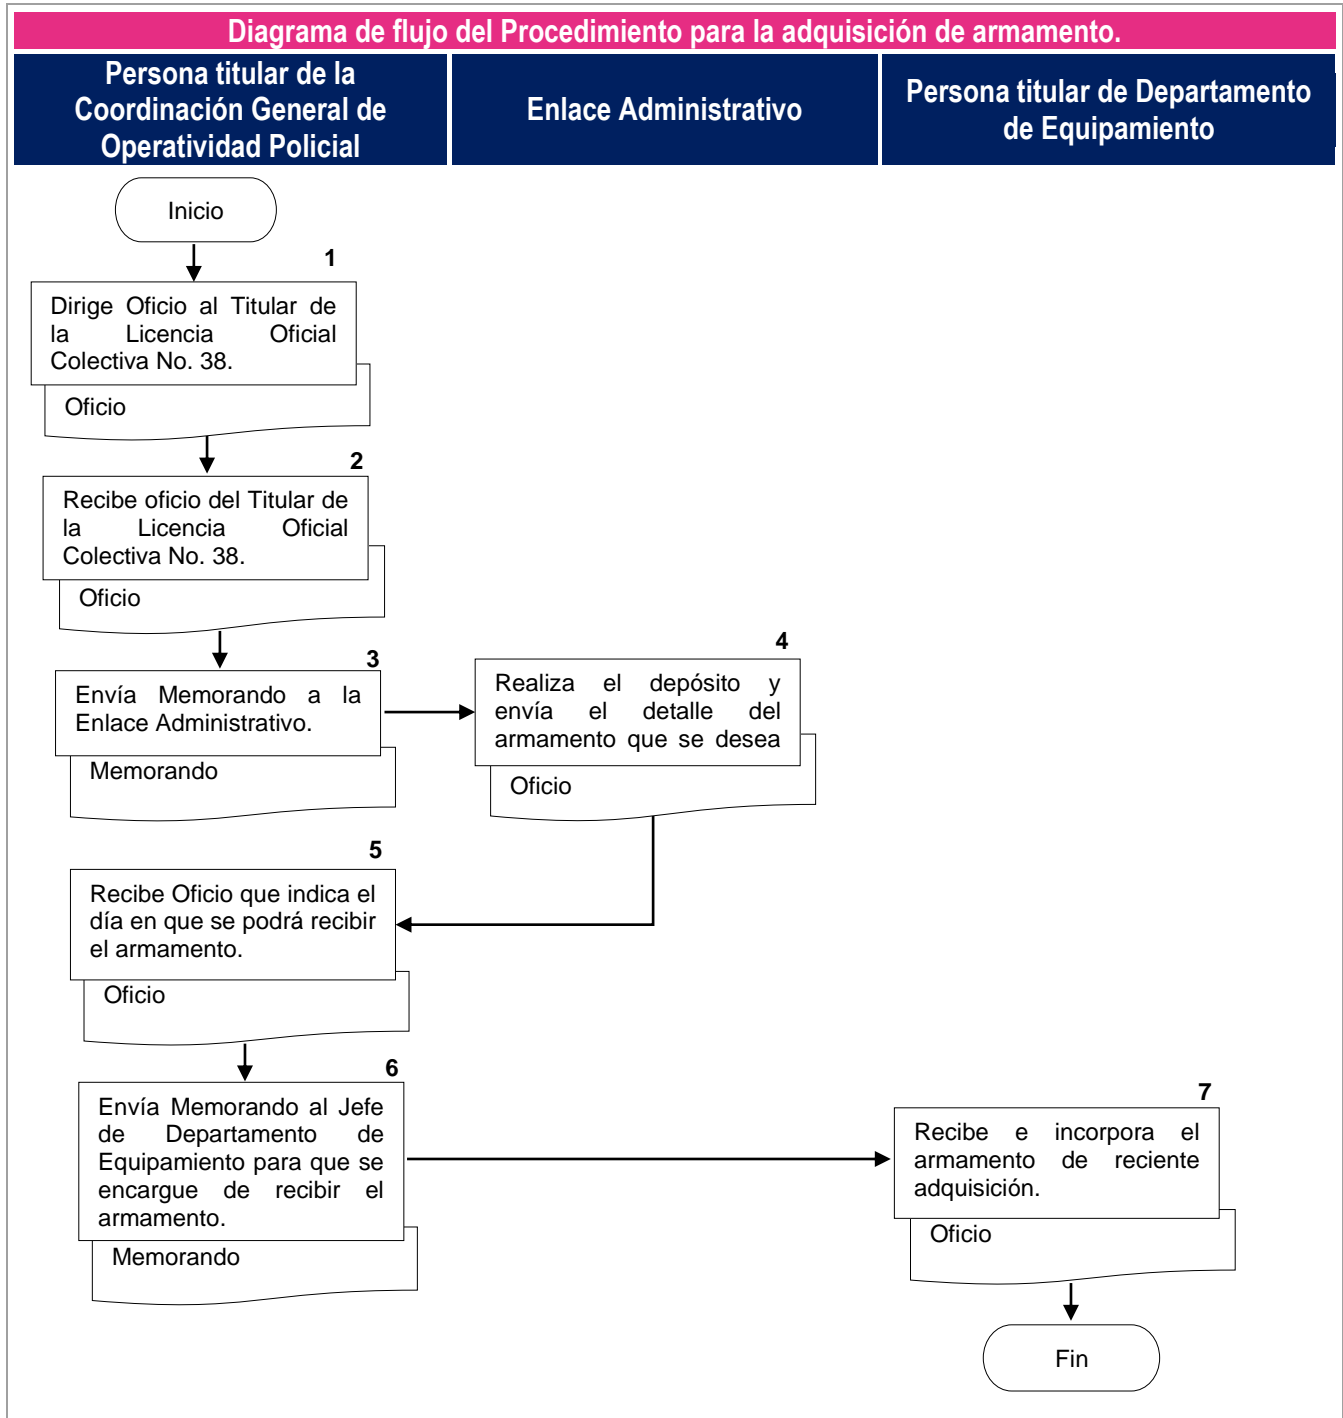 Diagrama de flujo del Procedimiento para la adquisición de armamento.
Persona titular de la
Coordinación General de
Operatividad Policial
Enlace Administrativo
Persona titular de Departamento
de Equipamiento
Inicio
1
Dirige Oficio al Titular de
la Licencia Oficial
Colectiva No. 38.
Oficio
2
Recibe oficio del Titular de
la Licencia Oficial
Colectiva No. 38.
Oficio
3
Envía Memorando a la
Enlace Administrativo.
Memorando
4
Realiza el depósito y
envía el detalle del
armamento que se desea
Oficio
5
Recibe Oficio que indica el
día en que se podrá recibir
el armamento.
Oficio
6
Envía Memorando al Jefe
de Departamento de
Equipamiento para que se
encargue de recibir el
armamento.
Memorando
7
Recibe e incorpora el
armamento de reciente
adquisición.
Oficio
Fin